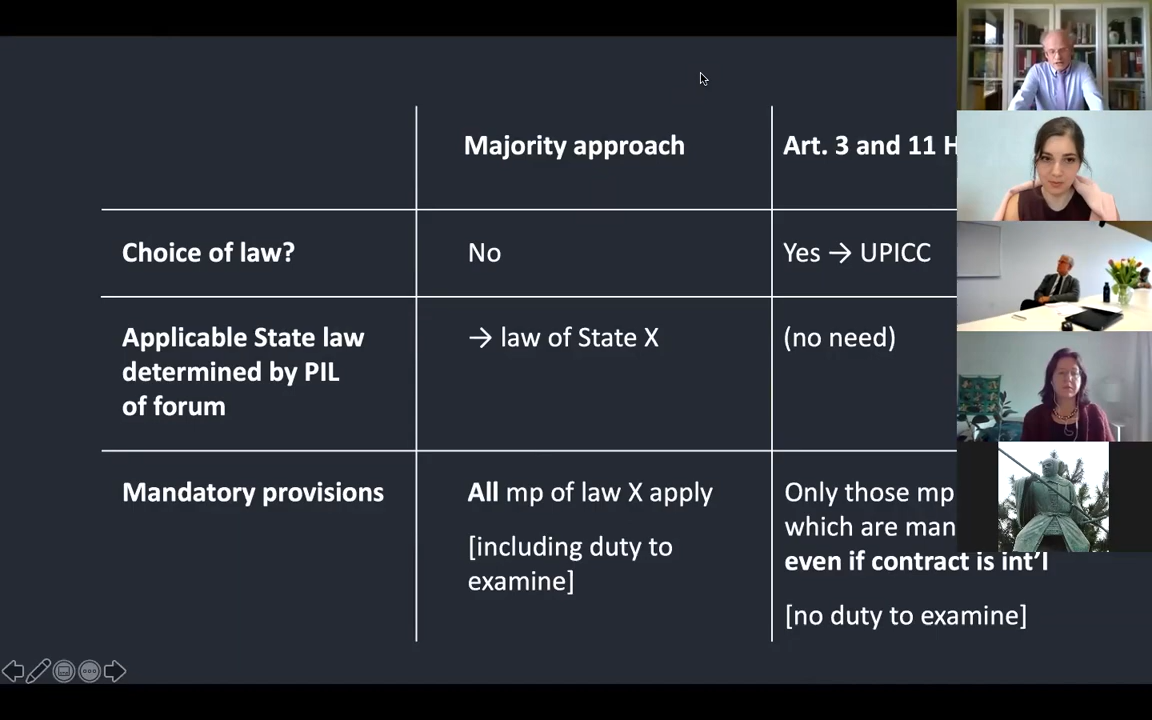 Majority approach
Art. 3 and 11 H
Choice of law?
No
Yes → UPICC
Applicable State law
determined by PIL
of forum
→ law of State X
(no need)
Mandatory provisions
All mp of law X apply
[including duty to
examine]
Only those mp
which are man
even if contract is int’l
[no duty to examine]